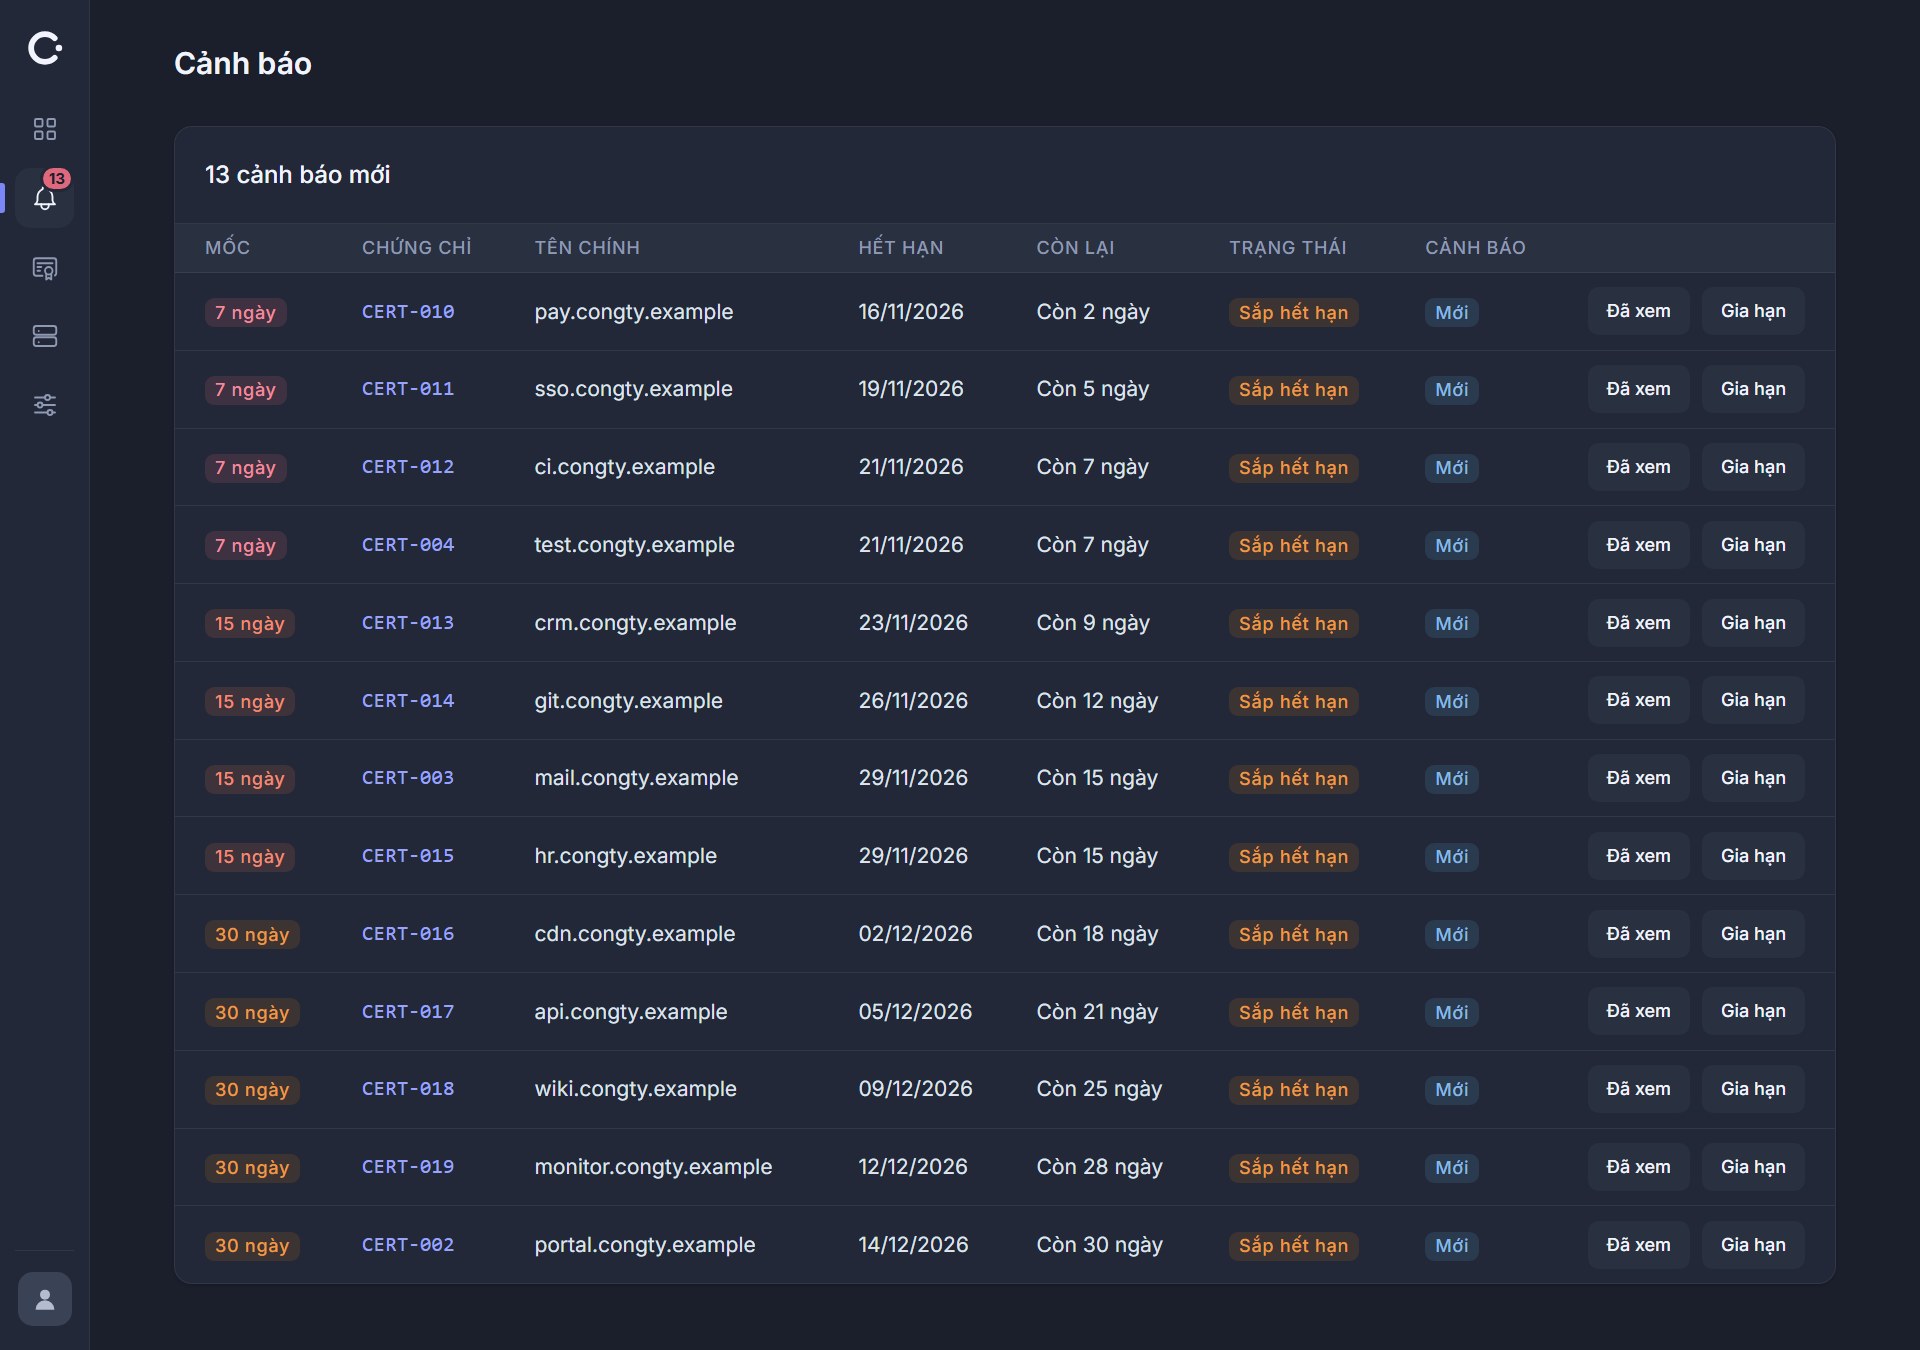 Cảnh báo
13
13 cảnh báo mới
MỐC CHỨNG CHỈ TÊN CHÍNH HẾT HẠN CÒN LẠI TRẠNG THÁI CẢNH BÁO
7 ngày CERT-010 pay.congty.example 16/11/2026 Còn 2 ngày Sắp hết hạn Mới Đã xem Gia hạn
7 ngày CERT-011 sso.congty.example 19/11/2026 Còn 5 ngày Sắp hết hạn Mới Đã xem Gia hạn
7 ngày CERT-012 ci.congty.example 21/11/2026 Còn 7 ngày Sắp hết hạn Mới Đã xem Gia hạn
7 ngày CERT-004 test.congty.example 21/11/2026 Còn 7 ngày Sắp hết hạn Mới Đã xem Gia hạn
15 ngày CERT-013 crm.congty.example 23/11/2026 Còn 9 ngày Sắp hết hạn Mới Đã xem Gia hạn
15 ngày CERT-014 git.congty.example 26/11/2026 Còn 12 ngày Sắp hết hạn Mới Đã xem Gia hạn
15 ngày CERT-003 mail.congty.example 29/11/2026 Còn 15 ngày Sắp hết hạn Mới Đã xem Gia hạn
15 ngày CERT-015 hr.congty.example 29/11/2026 Còn 15 ngày Sắp hết hạn Mới Đã xem Gia hạn
30 ngày CERT-016 cdn.congty.example 02/12/2026 Còn 18 ngày Sắp hết hạn Mới Đã xem Gia hạn
30 ngày CERT-017 api.congty.example 05/12/2026 Còn 21 ngày Sắp hết hạn Mới Đã xem Gia hạn
30 ngày CERT-018 wiki.congty.example 09/12/2026 Còn 25 ngày Sắp hết hạn Mới Đã xem Gia hạn
30 ngày CERT-019 monitor.congty.example 12/12/2026 Còn 28 ngày Sắp hết hạn Mới Đã xem Gia hạn
30 ngày CERT-002 portal.congty.example 14/12/2026 Còn 30 ngày Sắp hết hạn Mới Đã xem Gia hạn